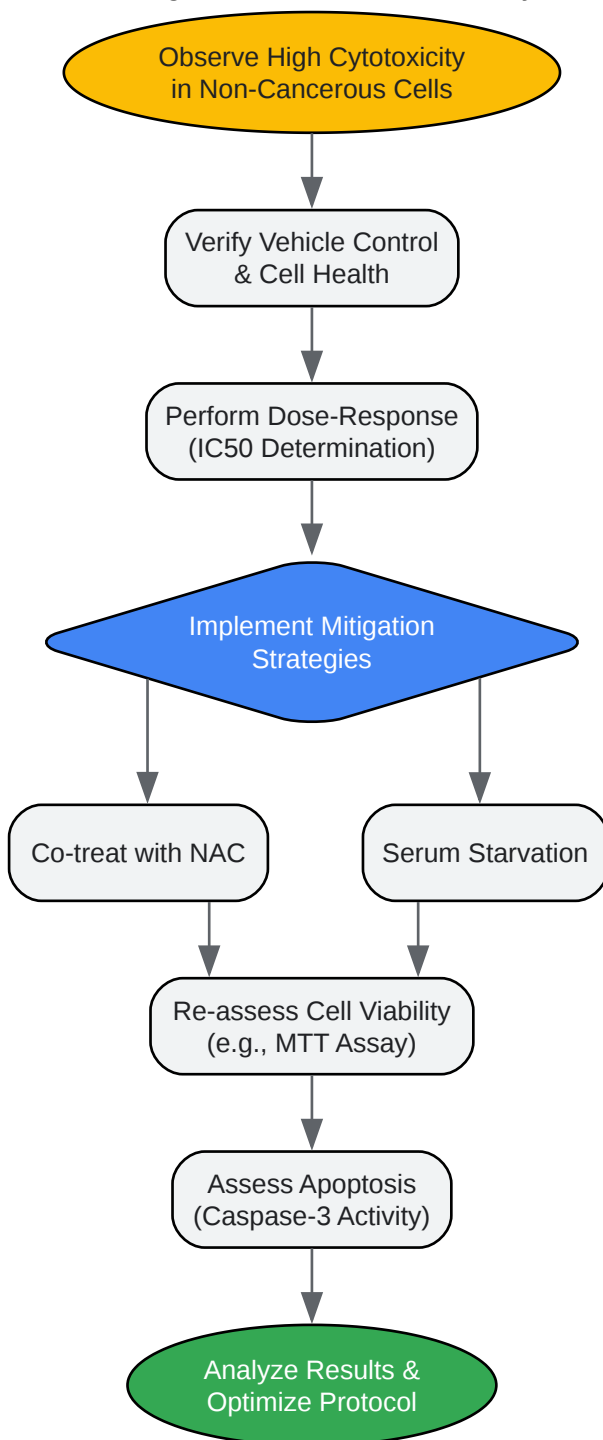 Observe High Cytotoxicity
in Non-Cancerous Cells
Verify Vehicle Control
& Cell Health
Perform Dose-Response
(IC50 Determination)
Implement Mitigation
Strategies
Co-treat with NAC
Serum Starvation
Re-assess Cell Viability
(e.g., MTT Assay)
Assess Apoptosis
(Caspase-3 Activity)
Analyze Results &
Optimize Protocol